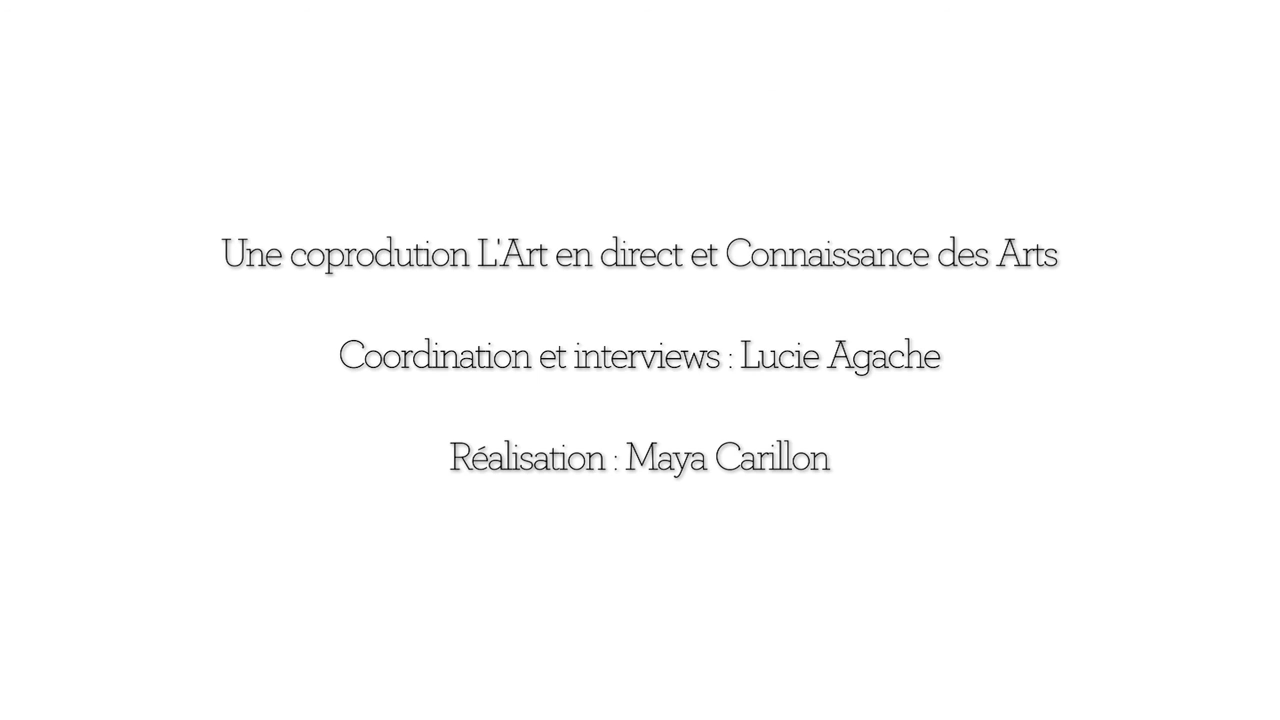 Une coprodution L'Art en direct et Connaissance des Arts
Coordination et interviews : Lucie Agache
Réalisation : Maya Carillon